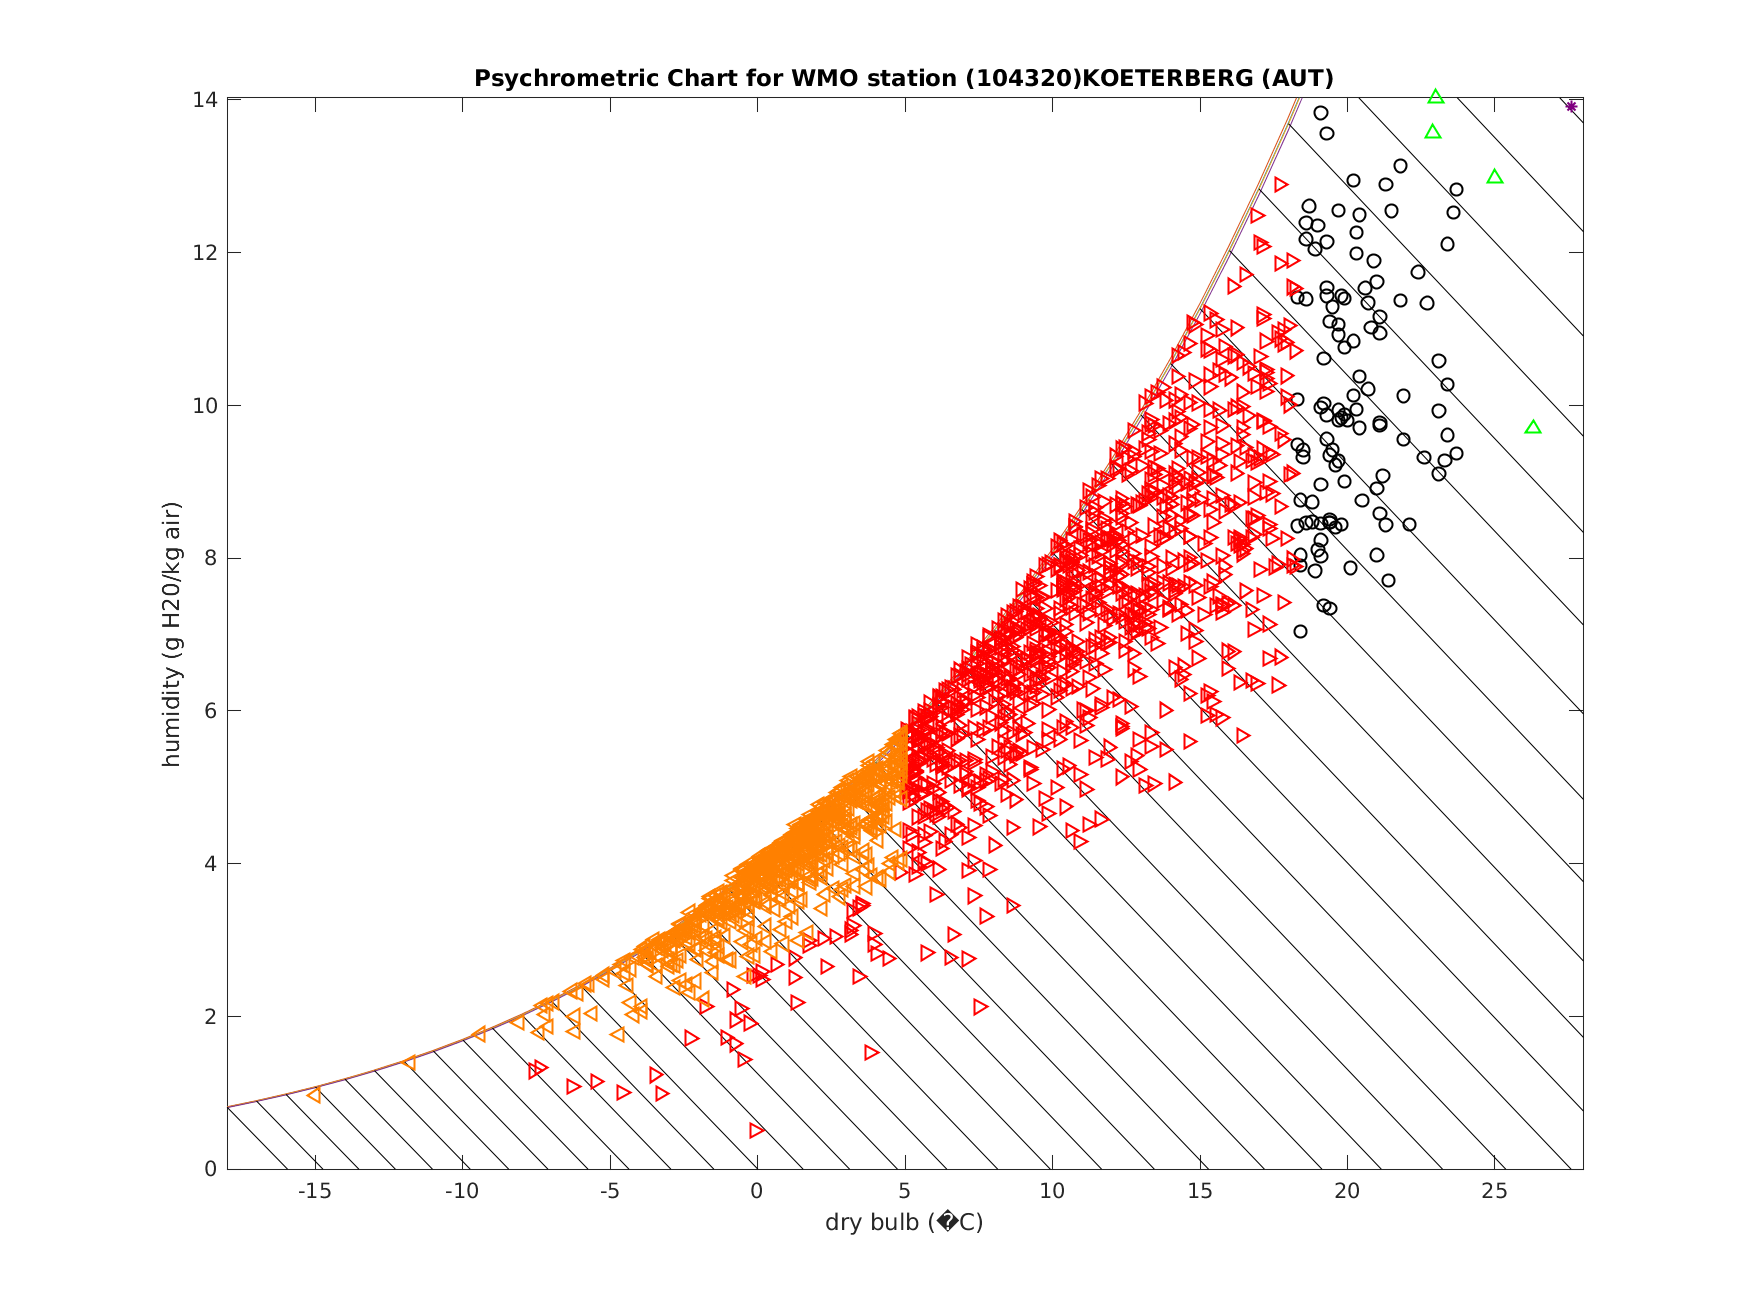 Psychrometric Chart for WMO station (104320)KOETERBERG (AUT)
14
12
10
8
6
4
2
0
humidity (g H20/kg air)
-15 -10 -5 0 5 10 15 20 25
dry bulb (�C)